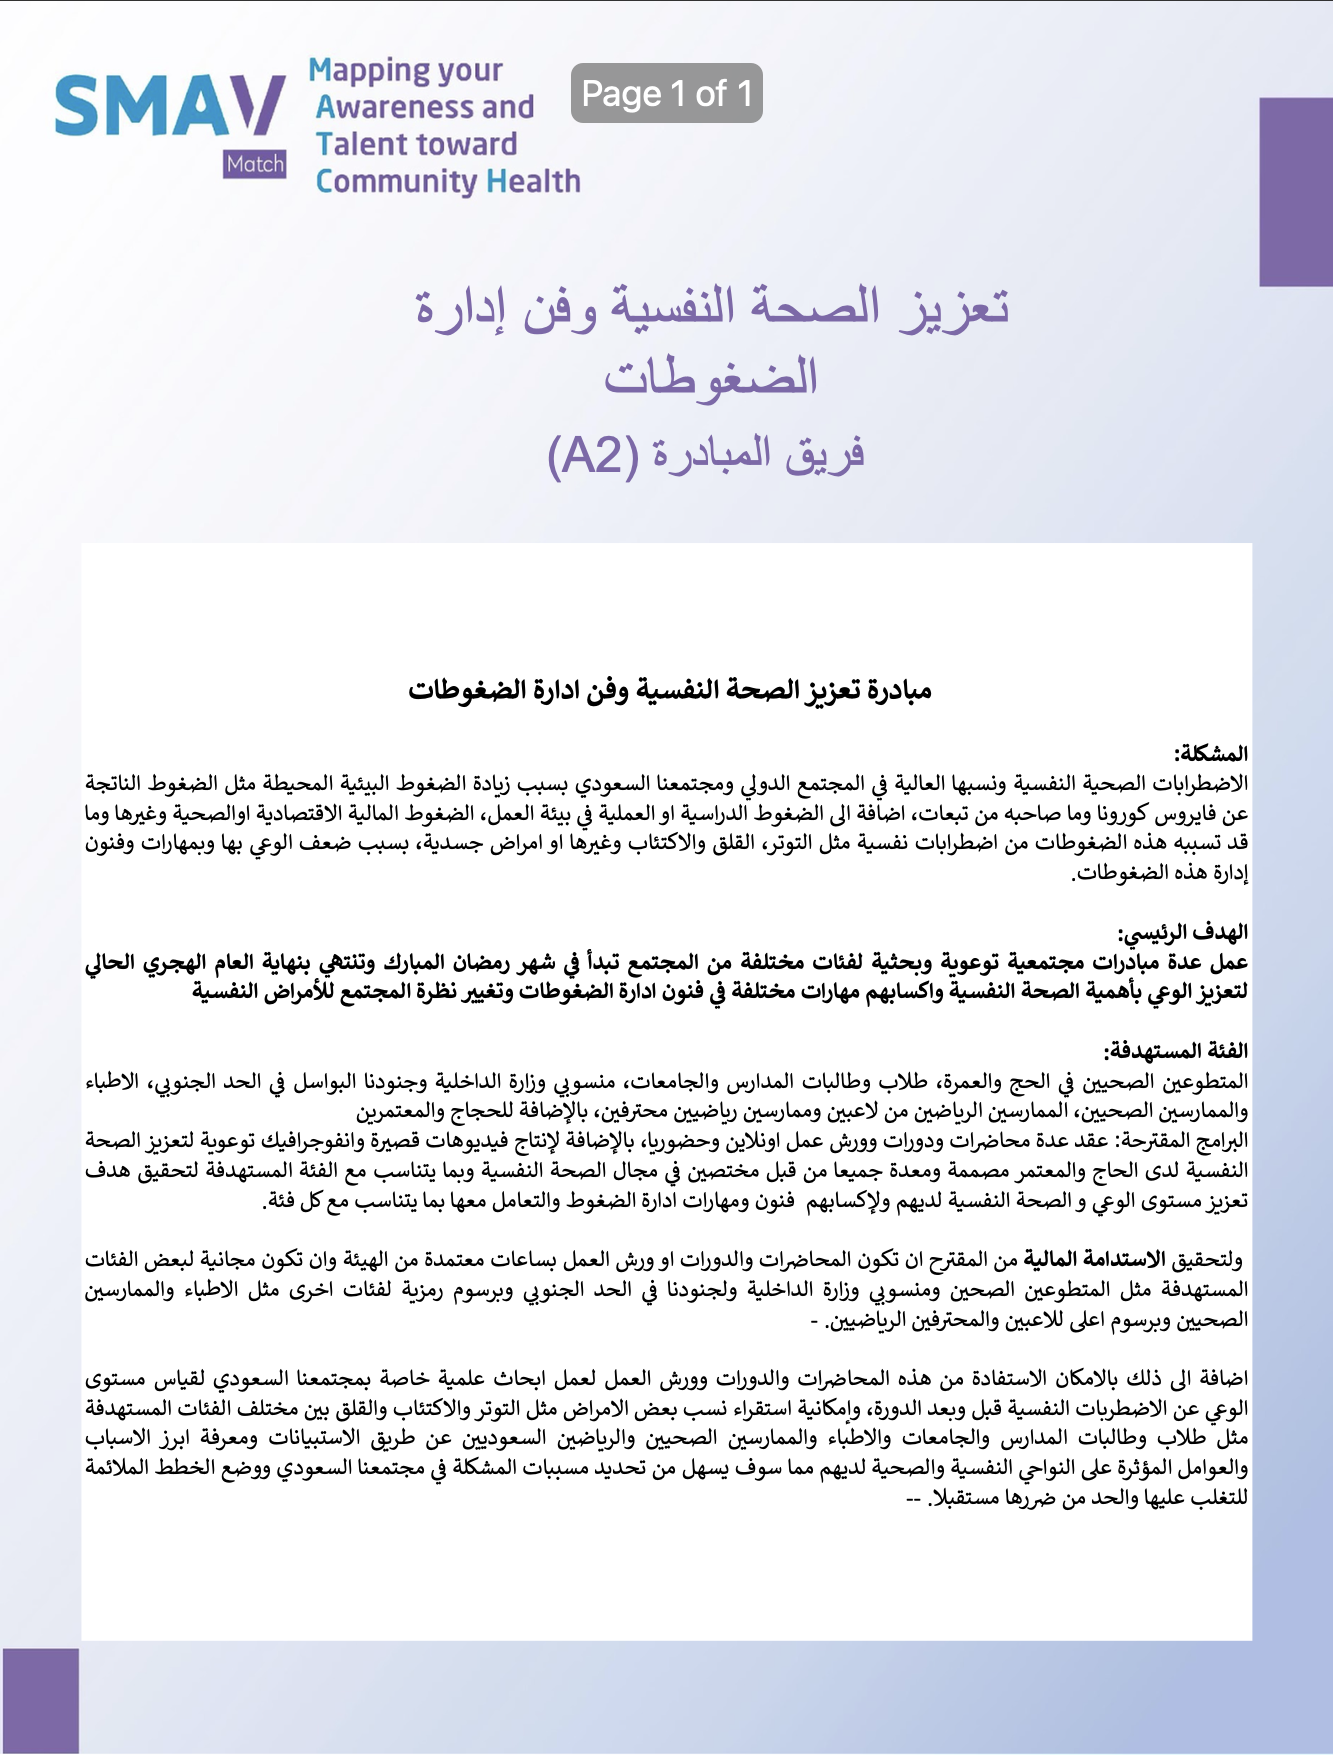 SMAV
Match
Mapping your
Awareness and
Talent toward
Community Health
Page 1 of 1
تعزيز الصحة النفسية وفن إدارة
الضغوطات
فريق المبادرة (A2)
مبادرة تعزيز الصحة النفسية وفن ادارة الضغوطات
المشكلة:
الاضطرابات الصحية النفسية ونسبها العالية في المجتمع الدولي ومجتمعنا السعودي بسبب زيادة الضغوط البيئية المحيطة مثل الضغوط الناتجة
عن فايروس كورونا وما صاحبه من تبعات، اضافة الى الضغوط الدراسية او العملية في بيئة العمل، الضغوط المالية الاقتصادية اوالصحية وغيرها وما
قد تسببه هذه الضغوطات من اضطرابات نفسية مثل التوتر، القلق والاكتئاب وغيرها او امراض جسدية، بسبب ضعف الوعي بها وبمهارات وفنون
إدارة هذه الضغوطات.
الهدف الرئيسي:
عمل عدة مبادرات مجتمعية توعوية وبحثية لفئات مختلفة من المجتمع تبدأ في شهر رمضان المبارك وتنتهي بنهاية العام الهجري الحالي
لتعزيز الوعي بأهمية الصحة النفسية واكسابهم مهارات مختلفة في فنون ادارة الضغوطات وتغيير نظرة المجتمع للأمراض النفسية
الفئة المستهدفة:
المتطوعين الصحيين في الحج والعمرة، طلاب وطالبات المدارس والجامعات، منسوبي وزارة الداخلية وجنودنا البواسل في الحد الجنوبي، الاطباء
والممارسين الصحيين، الممارسين الرياضين من لاعبين وممارسين رياضيين محترفين، بالإضافة للحجاج والمعتمرين
البرامج المقترحة: عقد عدة محاضرات ودورات وورش عمل اونلاين وحضوريا، بالإضافة لإنتاج فيديوهات قصيرة وانفوجرافيك توعوية لتعزيز الصحة
النفسية لدى الحاج والمعتمر مصممة ومعدة جميعا من قبل مختصين في مجال الصحة النفسية وبما يتناسب مع الفئة المستهدفة لتحقيق هدف
تعزيز مستوى الوعي و الصحة النفسية لديهم ولإكسابهم فنون ومهارات ادارة الضغوط والتعامل معها بما يتناسب مع كل فئة.
ولتحقيق الاستدامة المالية من المقترح ان تكون المحاضرات والدورات او ورش العمل بساعات معتمدة من الهيئة وان تكون مجانية لبعض الفئات
المستهدفة مثل المتطوعين الصحين ومنسوبي وزارة الداخلية ولجنودنا في الحد الجنوبي وبرسوم رمزية لفئات اخرى مثل الاطباء والممارسين
الصحيين وبرسوم اعلى للاعبين والمحترفين الرياضيين. -
اضافة الى ذلك بالامكان الاستفادة من هذه المحاضرات والدورات وورش العمل لعمل ابحاث علمية خاصة بمجتمعنا السعودي لقياس مستوى
الوعي عن الاضطربات النفسية قبل وبعد الدورة، وإمكانية استقراء نسب بعض الامراض مثل التوتر والاكتئاب والقلق بين مختلف الفئات المستهدفة
مثل طلاب وطالبات المدارس والجامعات والاطباء والممارسين الصحيين والرياضين السعوديين عن طريق الاستبيانات ومعرفة ابرز الاسباب
والعوامل المؤثرة على النواحي النفسية والصحية لديهم مما سوف يسهل من تحديد مسببات المشكلة في مجتمعنا السعودي ووضع الخطط الملائمة
للتغلب عليها والحد من ضررها مستقبلا. --